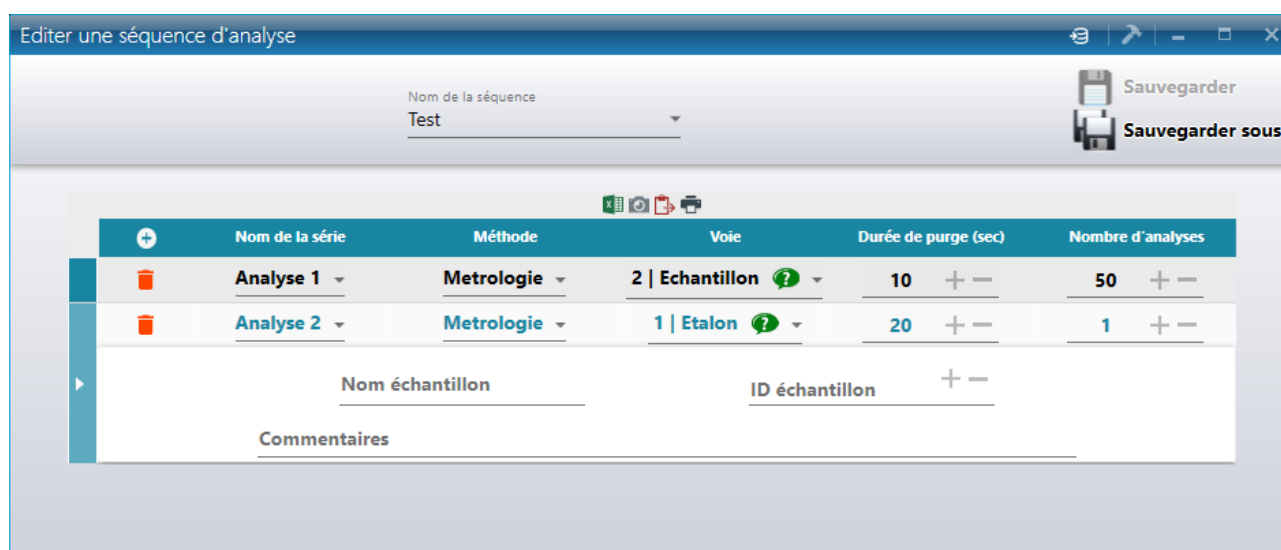 Editer une séquence d'analyse
Nom de la séquence
Test
Sauvegarder
Sauvegarder sous
Nom de la série Méthode Voie Durée de purge (sec) Nombre d'analyses
Analyse 1 Metrologie 2 | Echantillon ? 10 50
Analyse 2 Metrologie 1 | Etalon ? 20 1
Nom échantillon ID échantillon
Commentaires